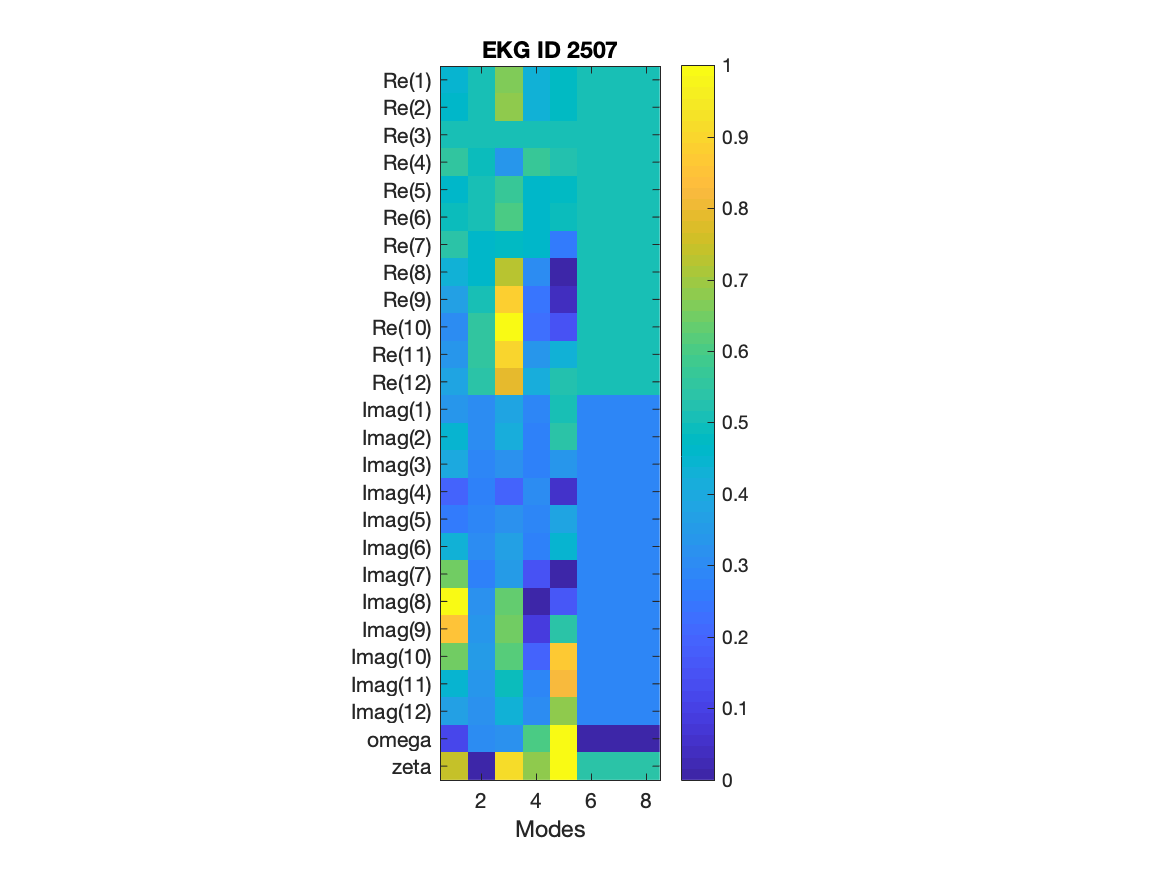 EKG ID 2507
Re(1)
Re(2)
Re(3)
Re(4)
Re(5)
Re(6)
Re(7)
Re(8)
Re(9)
Re(10)
Re(11)
Re(12)
Imag(1)
Imag(2)
Imag(3)
Imag(4)
Imag(5)
Imag(6)
Imag(7)
Imag(8)
Imag(9)
Imag(10)
Imag(11)
Imag(12)
omega
zeta
2 4 6 8
Modes
1
0.9
0.8
0.7
0.6
0.5
0.4
0.3
0.2
0.1
0